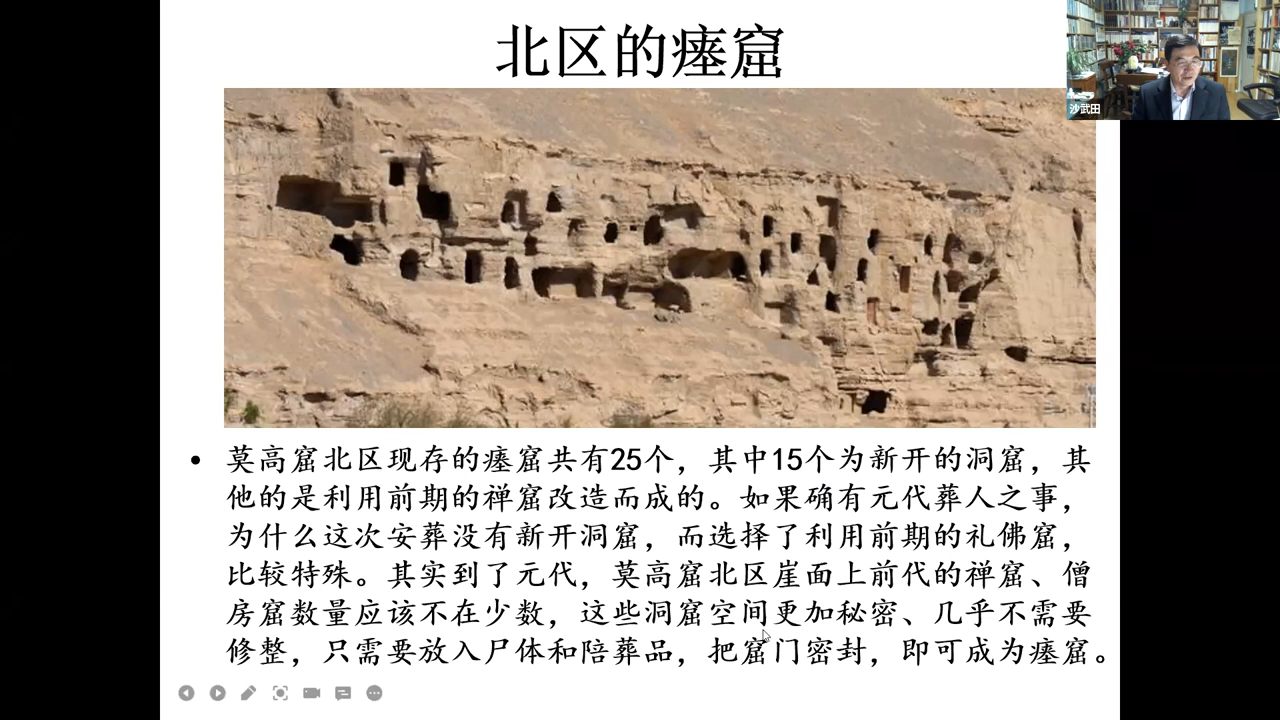 北区的瘗窟
沙武田
• 莫高窟北区现存的瘗窟共有25个，其中15个为新开的洞窟，其
他的是利用前期的禅窟改造而成的。如果确有元代葬人之事，
为什么这次安葬没有新开洞窟，而选择了利用前期的礼佛窟，
比较特殊。其实到了元代，莫高窟北区崖面上前代的禅窟、僧
房窟数量应该不在少数，这些洞窟空间更加秘密、几乎不需要
修整，只需要放入尸体和陪葬品，把窟门密封，即可成为瘗窟。